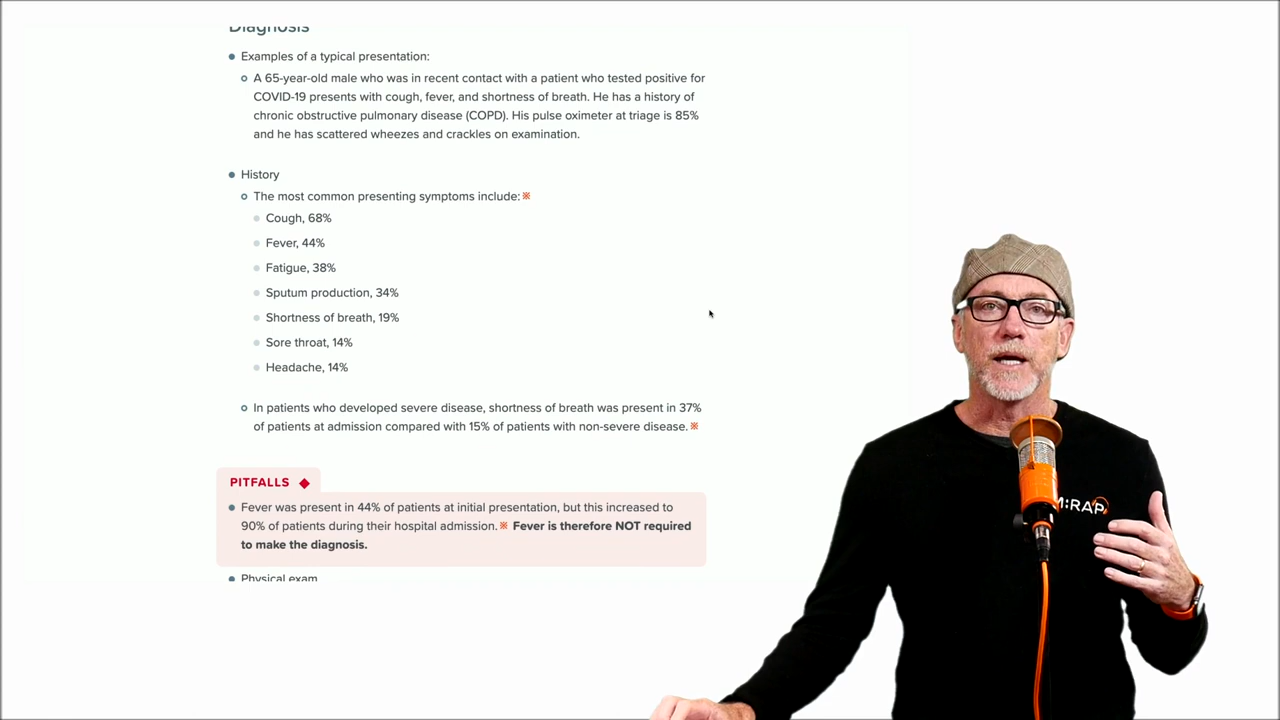 Diagnosis
Examples of a typical presentation:
A 65-year-old male who was in recent contact with a patient who tested positive for
COVID-19 presents with cough, fever, and shortness of breath. He has a history of
chronic obstructive pulmonary disease (COPD). His pulse oximeter at triage is 85%
and he has scattered wheezes and crackles on examination.
History
The most common presenting symptoms include:※
Cough, 68%
Fever, 44%
Fatigue, 38%
Sputum production, 34%
Shortness of breath, 19%
Sore throat, 14%
Headache, 14%
In patients who developed severe disease, shortness of breath was present in 37%
of patients at admission compared with 15% of patients with non-severe disease.※
PITFALLS ◆
Fever was present in 44% of patients at initial presentation, but this increased to
90% of patients during their hospital admission.※ Fever is therefore NOT required
to make the diagnosis.
Physical exam
M:RAP